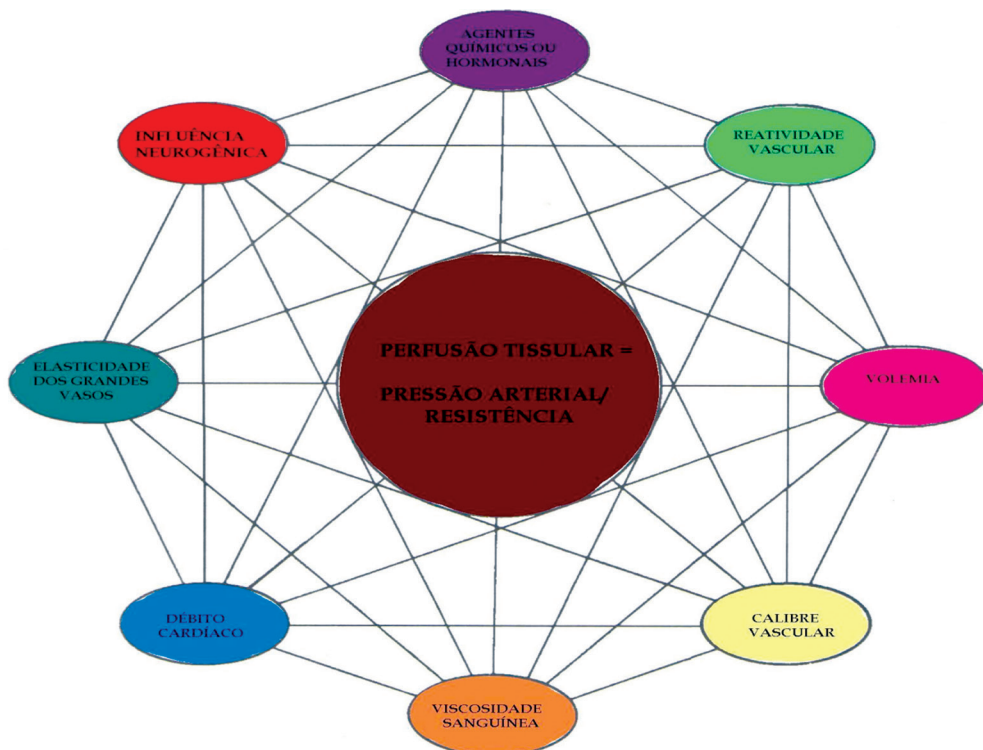 AGENTES
QUÍMICOS OU
HORMONAIS
INFLUÊNCIA
NEUROGÊNICA
REATIVIDADE
VASCULAR
PERFUSÃO TISSULAR =
PRESSÃO ARTERIAL/
RESISTÊNCIA
ELASTICIDADE
DOS GRANDES
VASOS
VOLEMIA
DÉBITO
CARDÍACO
CALIBRE
VASCULAR
VISCOSIDADE
SANGUÍNEA